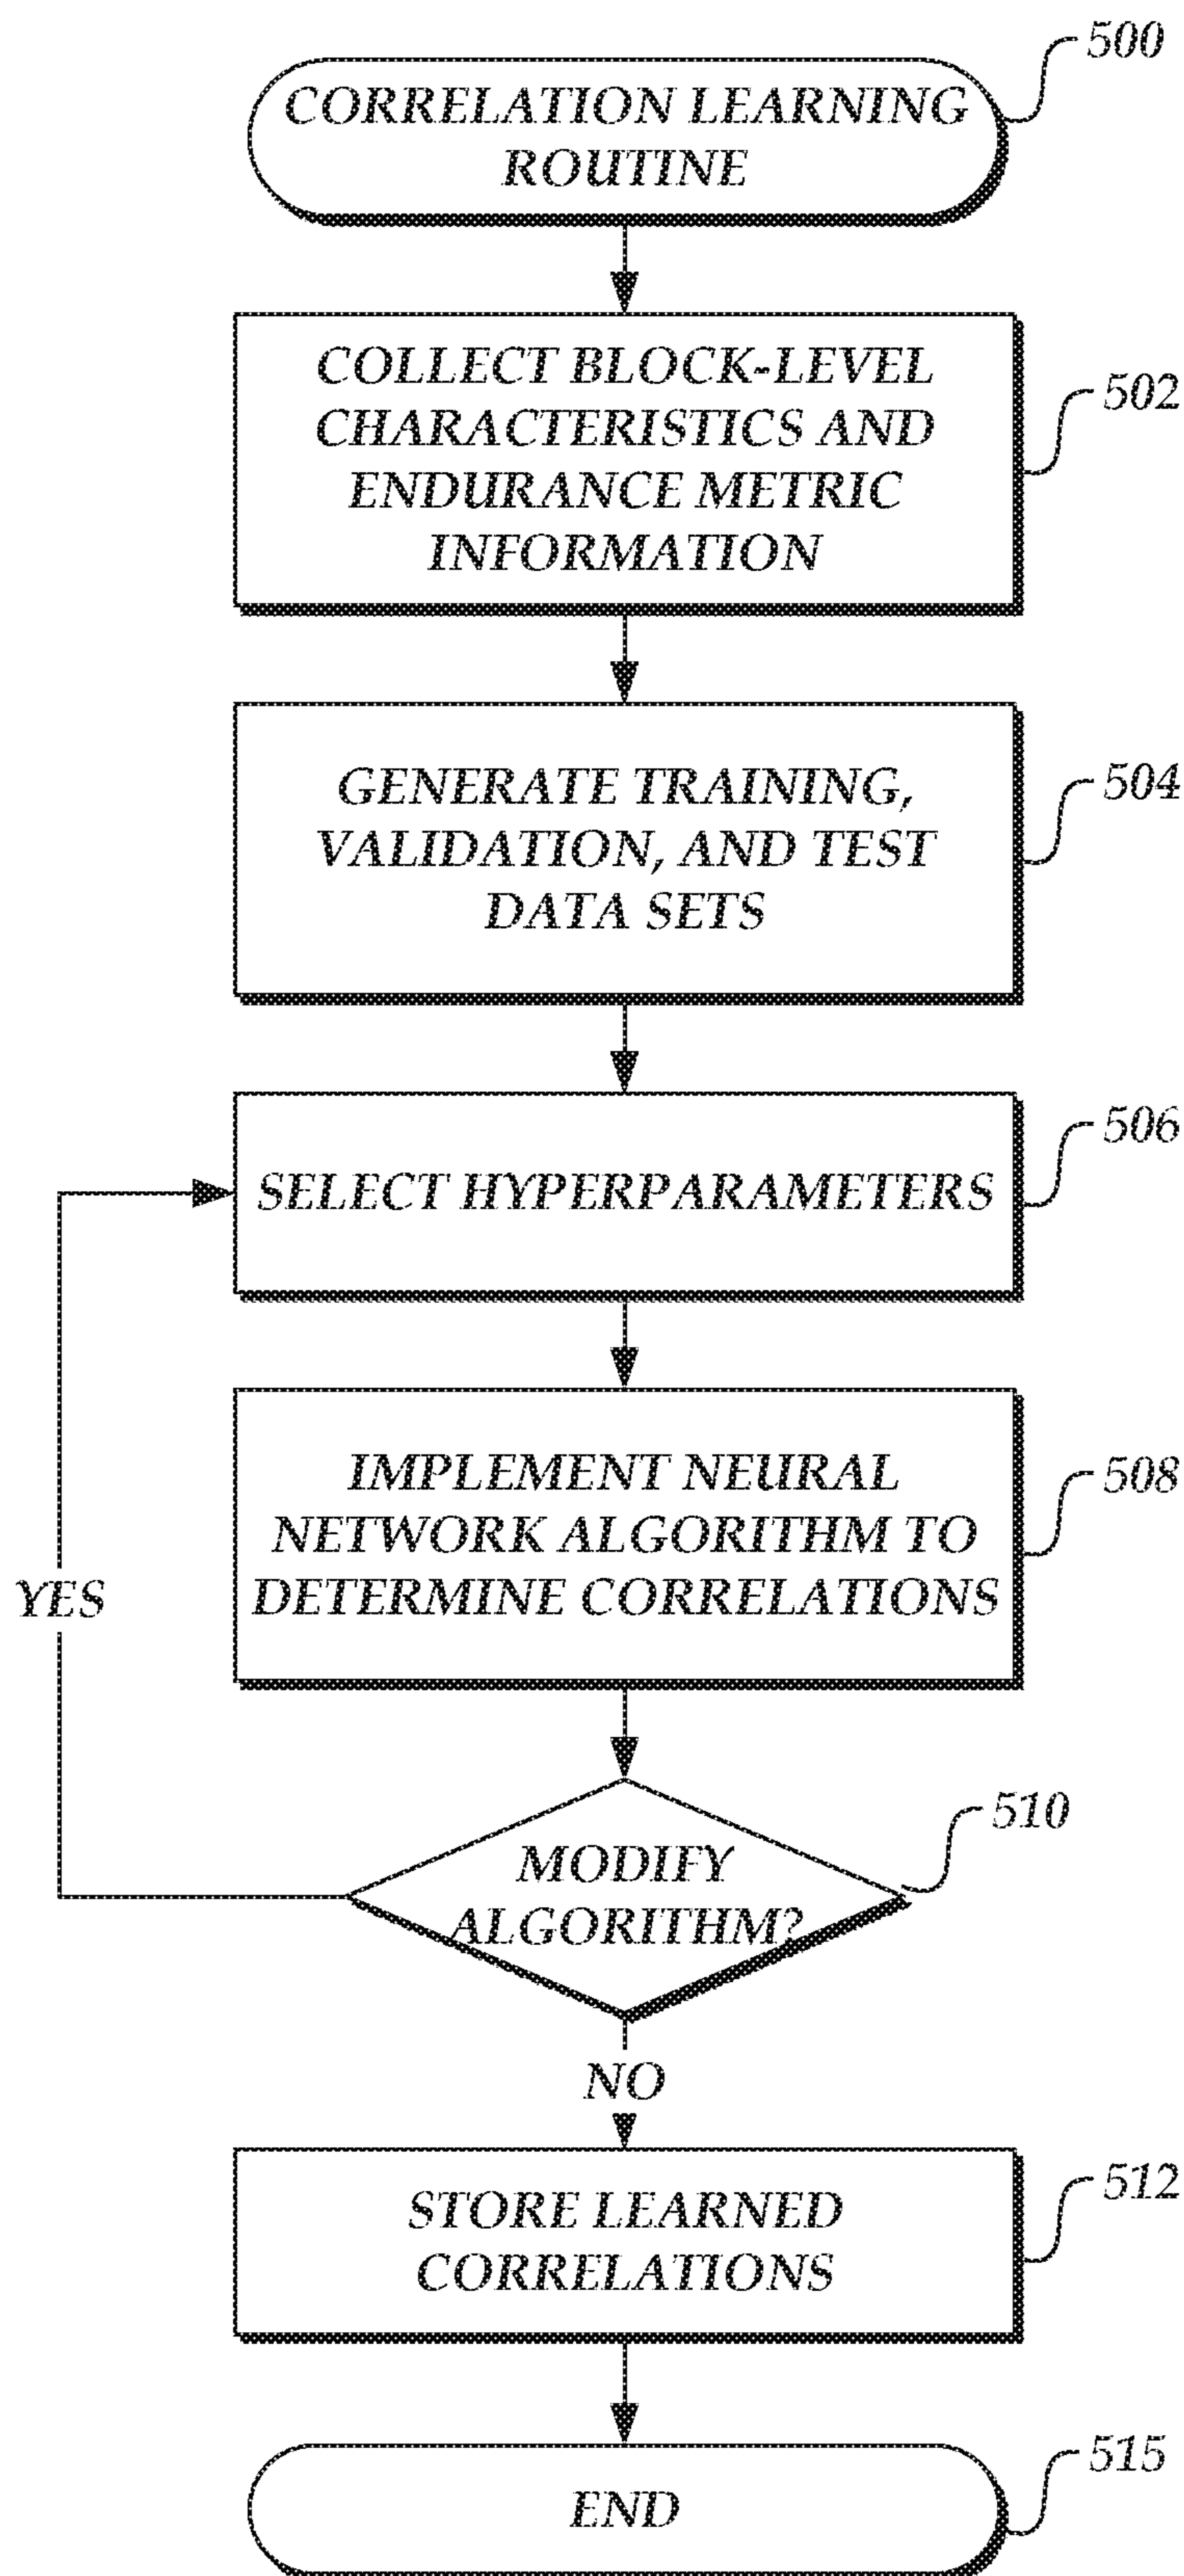 500
CORRELATION LEARNING
ROUTINE
COLLECT BLOCK-LEVEL
CHARACTERISTICS AND
ENDURANCE METRIC
INFORMATION
502
GENERATE TRAINING,
VALIDATION, AND TEST
DATA SETS
504
SELECT HYPERPARAMETERS
506
IMPLEMENT NEURAL
NETWORK ALGORITHM TO
DETERMINE CORRELATIONS
508
YES
MODIFY
ALGORITHM?
510
NO
STORE LEARNED
CORRELATIONS
512
END
515